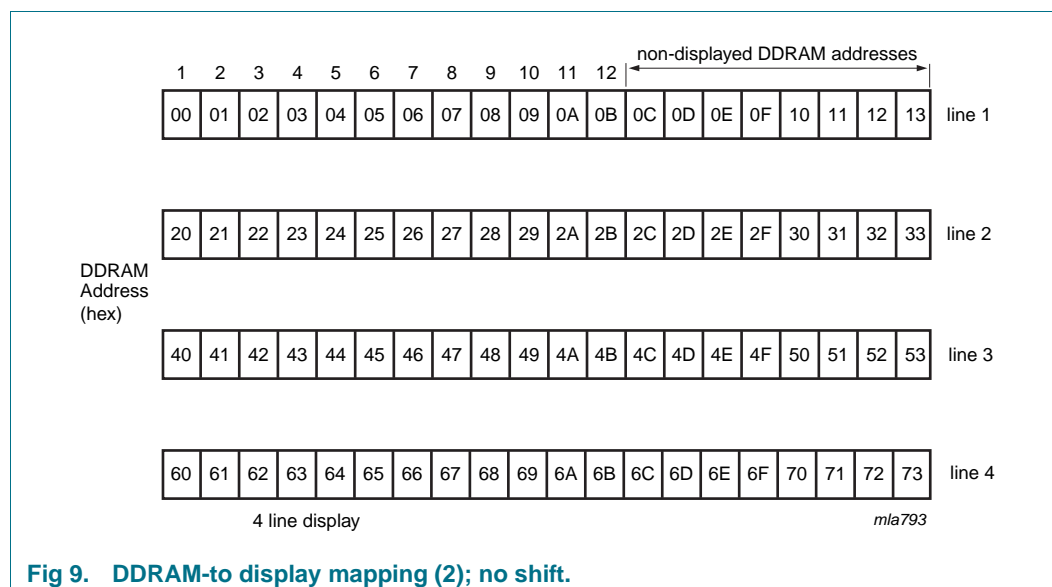 non-displayed DDRAM addresses
1 2 3 4 5 6 7 8 9 10 11 12
00 01 02 03 04 05 06 07 08 09 0A 0B 0C 0D 0E 0F 10 11 12 13 line 1
20 21 22 23 24 25 26 27 28 29 2A 2B 2C 2D 2E 2F 30 31 32 33 line 2
DDRAM
Address
(hex)
40 41 42 43 44 45 46 47 48 49 4A 4B 4C 4D 4E 4F 50 51 52 53 line 3
60 61 62 63 64 65 66 67 68 69 6A 6B 6C 6D 6E 6F 70 71 72 73 line 4
4 line display
mla793
Fig 9. DDRAM-to display mapping (2); no shift.